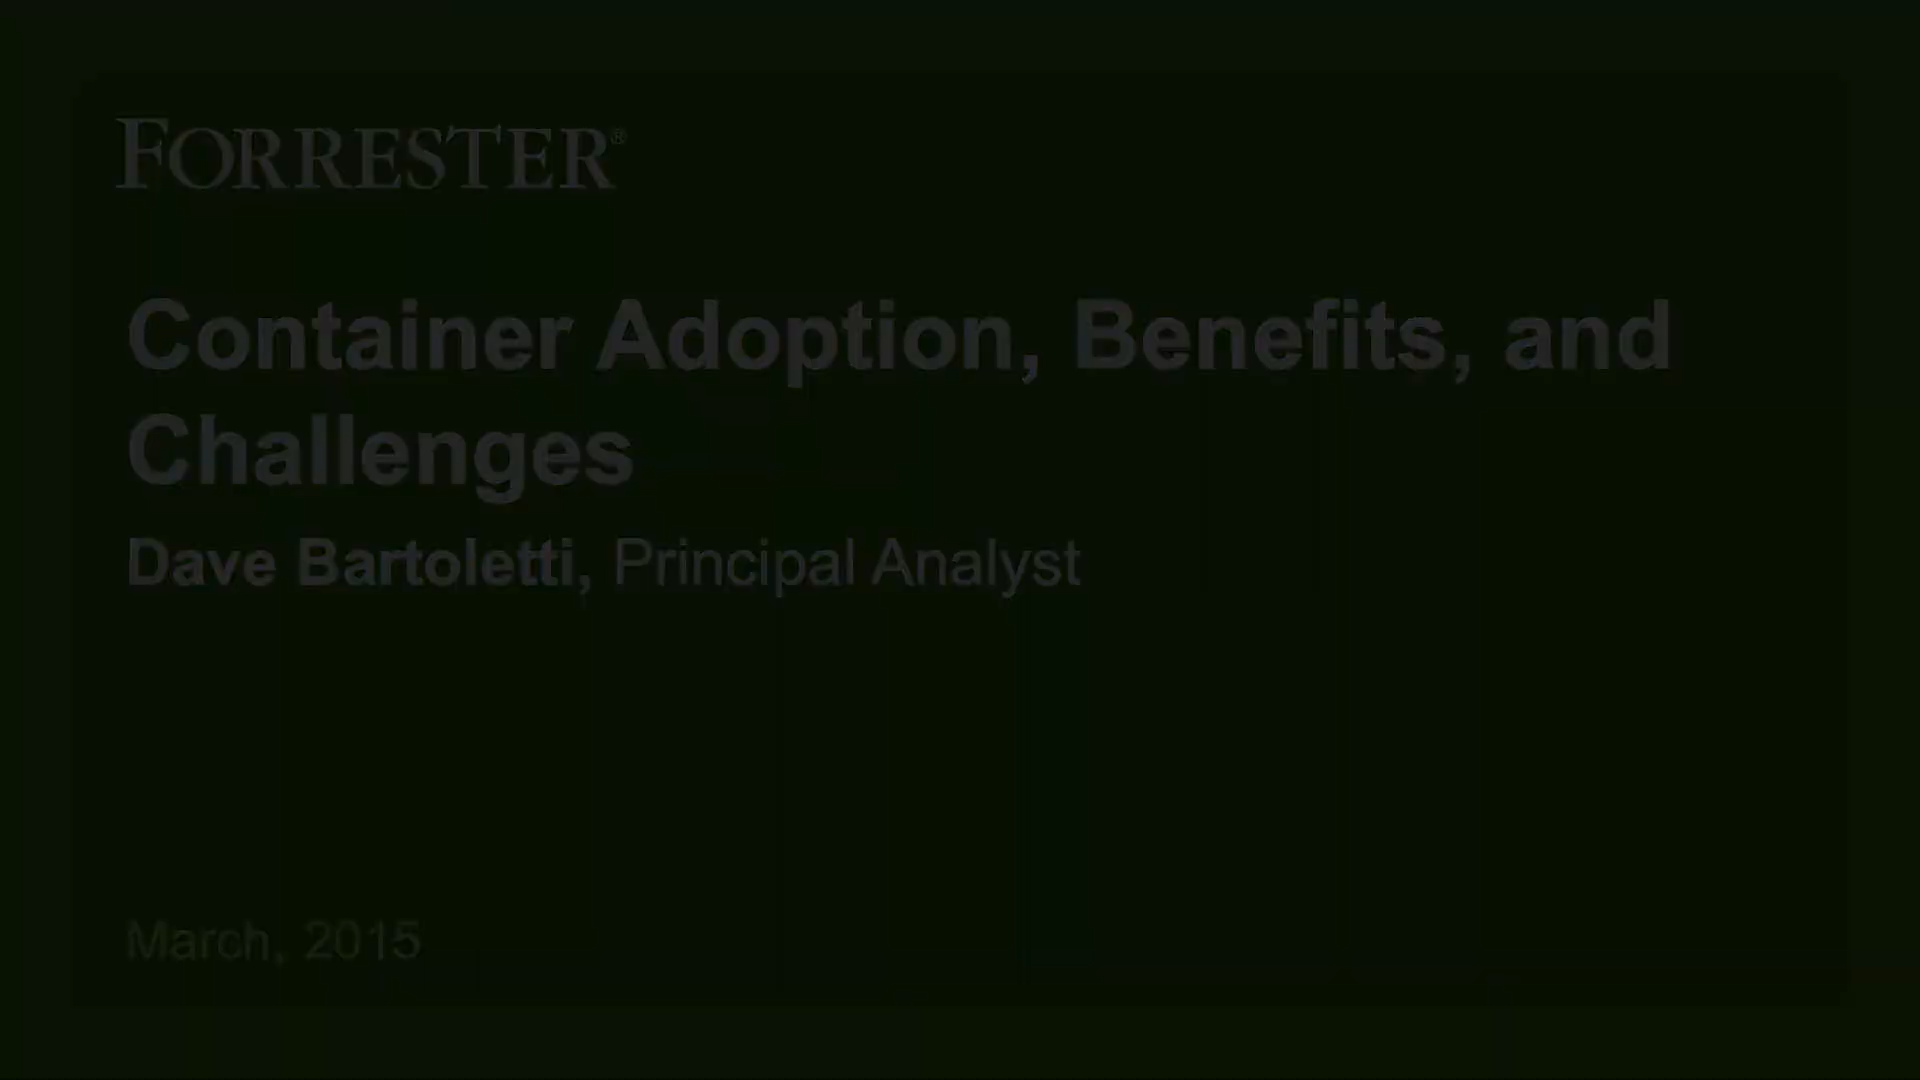 FORRESTER®
Container Adoption, Benefits, and
Challenges
Dave Bartoletti, Principal Analyst
March, 2015